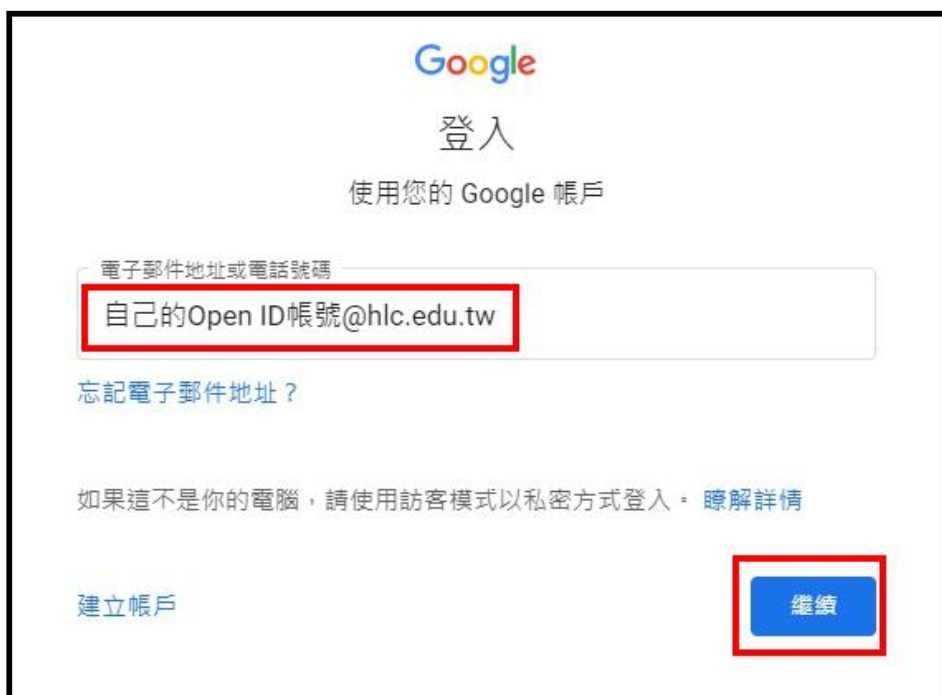 Google
登入
使用您的 Google 帳戶
電子郵件地址或電話號碼
自己的Open ID帳號@hlc.edu.tw
忘記電子郵件地址？
如果這不是你的電腦，請使用訪客模式以私密方式登入。 瞭解詳情
建立帳戶
繼續